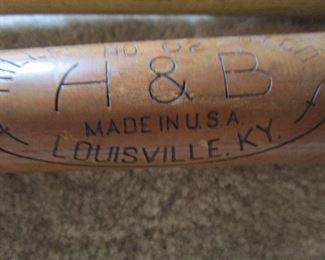 No. 02
H & B
MADE IN U.S.A.
LOUISVILLE. KY.